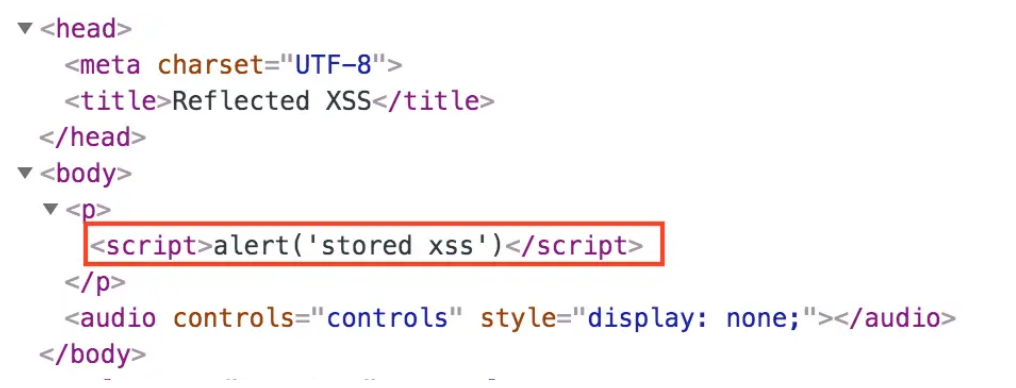 ▼<head>
<meta charset="UTF-8">
<title>Reflected XSS</title>
</head>
▼<body>
▼<p>
<script>alert('stored xss')</script>
</p>
<audio controls="controls" style="display: none;"></audio>
</body>